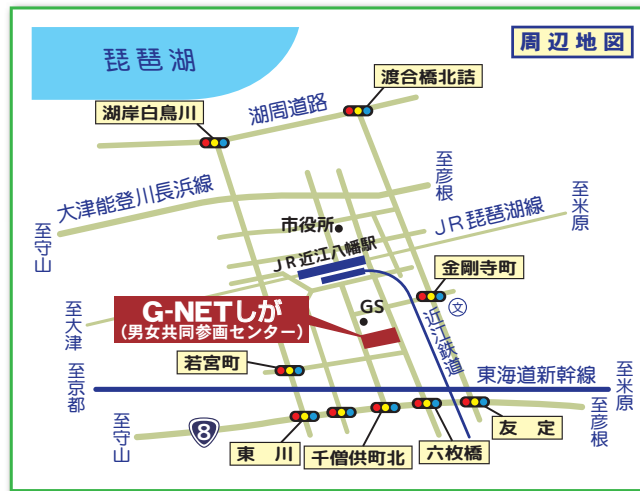 周辺地図
琵琶湖
渡合橋北詰
湖岸白鳥川
湖周道路
至彦根
至米原
大津能登川長浜線
至守山
市役所
JR琵琶湖線
JR近江八幡駅
金剛寺町
文
近江鉄道
GS
G-NETしが
(男女共同参画センター)
至大津
若宮町
至京都
東海道新幹線
至米原
至彦根
至守山
8
東 川
千僧供町北
六枚橋
友 定